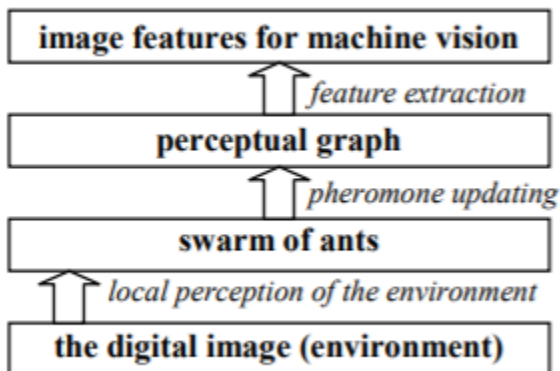 image features for machine vision
feature extraction
perceptual graph
pheromone updating
swarm of ants
local perception of the environment
the digital image (environment)